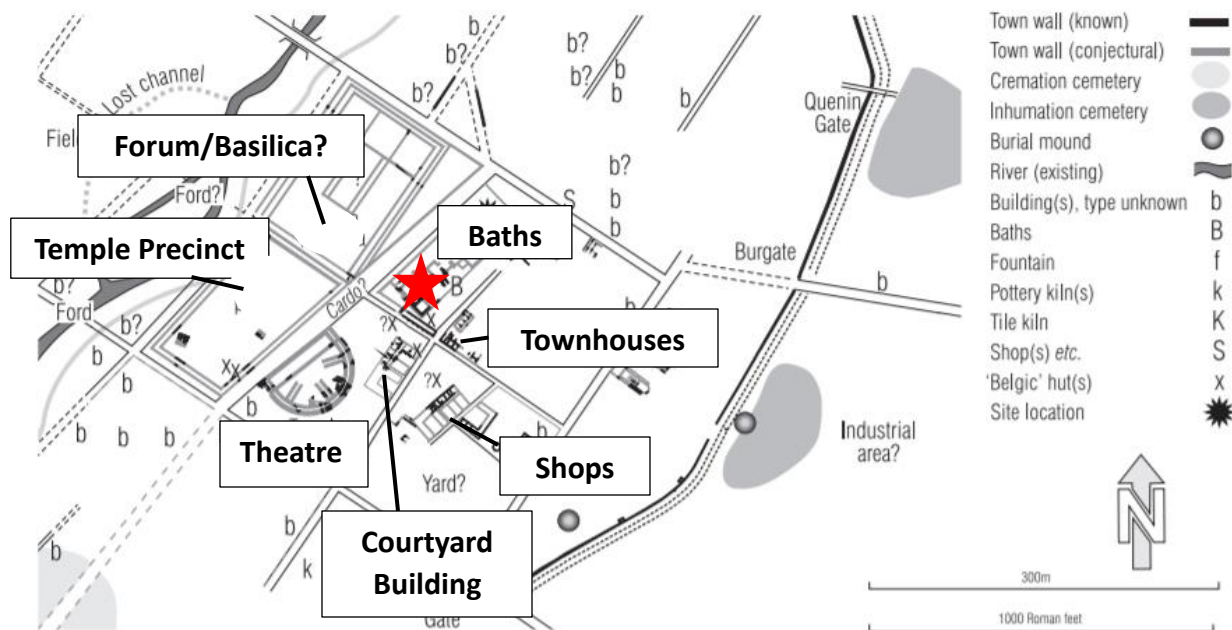 b
b?
b?
b
b
b?
b
b
Quenin
Gate
Lost channel
Forum/Basilica?
Ford?
b?
b
b
S
Temple Precinct
Baths
B
Burgate
b
b?
Ford
b?
Cardo?
?X
x
b
Townhouses
b
b
xx
?X
b
b
b
b
b
Theatre
Shops
Industrial
area?
Yard?
b
b
k
Courtyard
Building
Gate
Town wall (known)
Town wall (conjectural)
Cremation cemetery
Inhumation cemetery
Burial mound
River (existing)
Building(s), type unknown b
Baths B
Fountain f
Pottery kiln(s) k
Tile kiln K
Shop(s) etc. S
'Belgic' hut(s) x
Site location
N
300m
1000 Roman feet